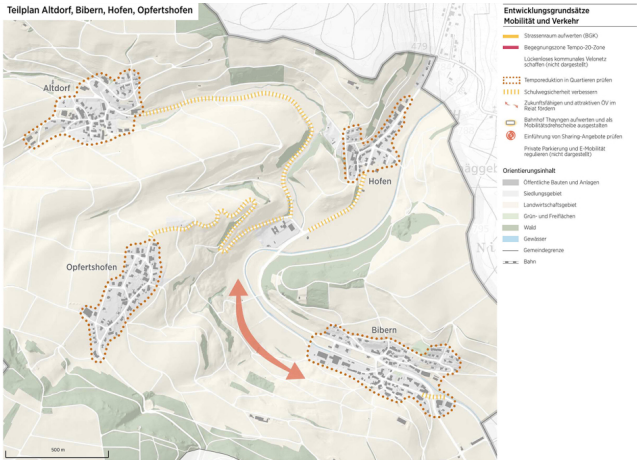 Teilplan Altdorf, Bibern, Hofen, Opfertshofen
Altdorf
Hofen
Opfertshofen
Bibern
500 m
Entwicklungsgrundsätze
Mobilität und Verkehr
Strassenraum aufwerten (BGK)
Begegnungszone Tempo-20-Zone
Lückenloses kommunales Velonetz
schaffen (nicht dargestellt)
Temporeduktion in Quartieren prüfen
Schulwegsicherheit verbessern
Zukunftsfähigen und attraktiven ÖV im
Reiat fördern
Bahnhof Thayngen aufwerten und als
Mobilitätsdrehscheibe ausgestalten
Einführung von Sharing-Angebote prüfen
Private Parkierung und E-Mobilität
regulieren (nicht dargestellt)
Orientierungsinhalt
Öffentliche Bauten und Anlagen
Siedlungsgebiet
Landwirtschaftsgebiet
Grün- und Freiflächen
Wald
Gewässer
Gemeindegrenze
Bahn